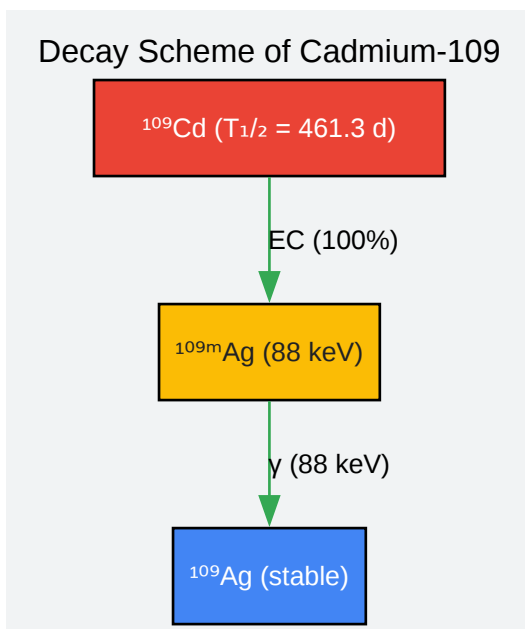 Decay Scheme of Cadmium-109
¹⁰⁹Cd (T₁/₂ = 461.3 d)
EC (100%)
¹⁰⁹ᵐAg (88 keV)
γ (88 keV)
¹⁰⁹Ag (stable)